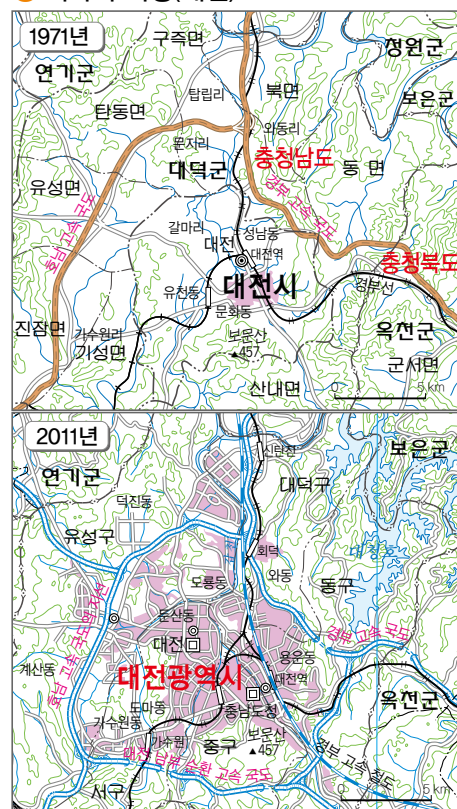 1971년
구즉면
청원군
연기군
탑립리
북면
보은군
탄동면
와동리
문지리
충청남도
대덕군
동 면
유성면
경부 고속 국도
호남 고속 국도
갈마리
성남동
대전
대전역
충청북도
대전시
유천동
경부선
문화동
진잠면
가수원리
보문산
옥천군
기성면
▲457
군서면
산내면
0
5 km
2011년
신탄진
보은군
연기군
대덕구
덕진동
유성구
대청호
회덕
와동
도룡동
동구
호남 고속 국도의 지선
둔산동
경부 고속 국도
대전
용운동
계산동
대전광역시
대전역
도마동
충남도청
옥천군
가수원동
가수원
보문산
중구
▲457
경부 고속 철도
대전 남부 순환 고속 국도
서구
0
5 km